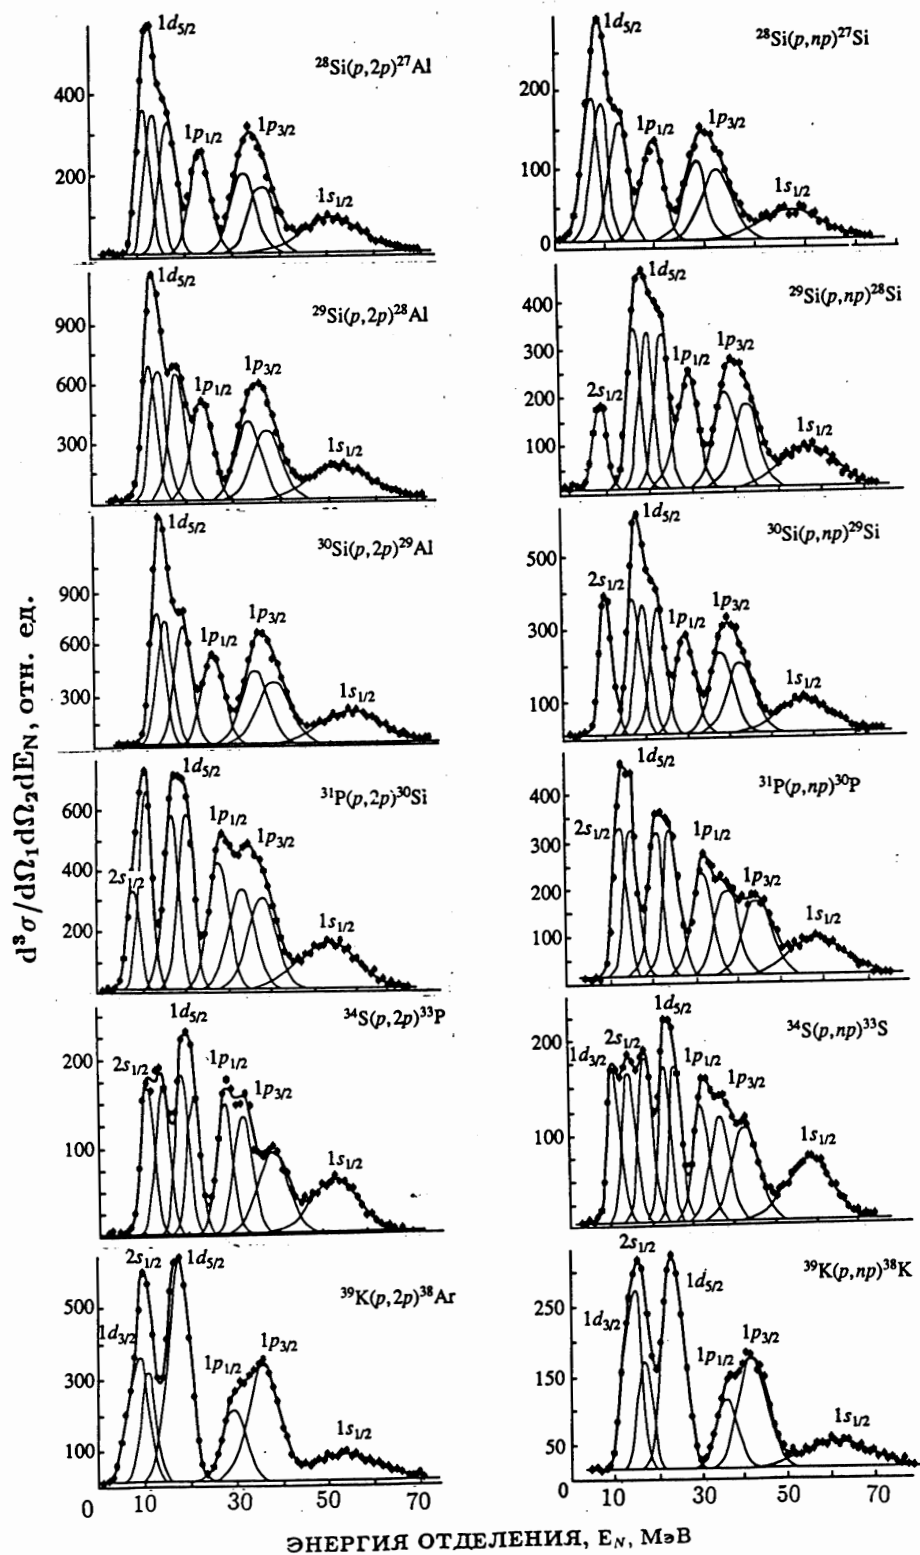 1d5/2
²⁸Si(p,2p)²⁷Al
400
1p1/2
1p3/2
200
1s1/2
1d5/2
²⁸Si(p,np)²⁷Si
200
1p1/2
1p3/2
100
1s1/2
0
1d5/2
²⁹Si(p,2p)²⁸Al
900
1p3/2
600
1p1/2
300
1s1/2
1d5/2
²⁹Si(p,np)²⁸Si
400
1p3/2
300
1p1/2
2s1/2
200
1s1/2
100
1d5/2
³⁰Si(p,2p)²⁹Al
900
1p3/2
600
1p1/2
300
1s1/2
1d5/2
³⁰Si(p,np)²⁹Si
500
2s1/2
1p3/2
1p1/2
300
1s1/2
100
1d5/2
³¹P(p,2p)³⁰Si
600
1p1/2
1p3/2
400
2s1/2
200
1s1/2
1d5/2
³¹P(p,np)³⁰P
400
2s1/2
1p1/2
300
1p3/2
200
1s1/2
100
1d5/2
³⁴S(p,2p)³³P
200
2s1/2
1p1/2
1p3/2
100
1s1/2
1d5/2
³⁴S(p,np)³³S
200
1d3/2
2s1/2
1p1/2
1p3/2
100
1s1/2
2s1/2
1d5/2
³⁹K(p,2p)³⁸Ar
500
1d3/2
1p1/2
1p3/2
300
1s1/2
100
0 10 30 50 70
2s1/2
1d5/2
³⁹K(p,np)³⁸K
250
1d3/2
1p1/2
1p3/2
150
1s1/2
50
0 10 30 50 70
d³σ/dΩ₁dΩ₂dE_N, отн. ед.
ЭНЕРГИЯ ОТДЕЛЕНИЯ, E_N, МэВ